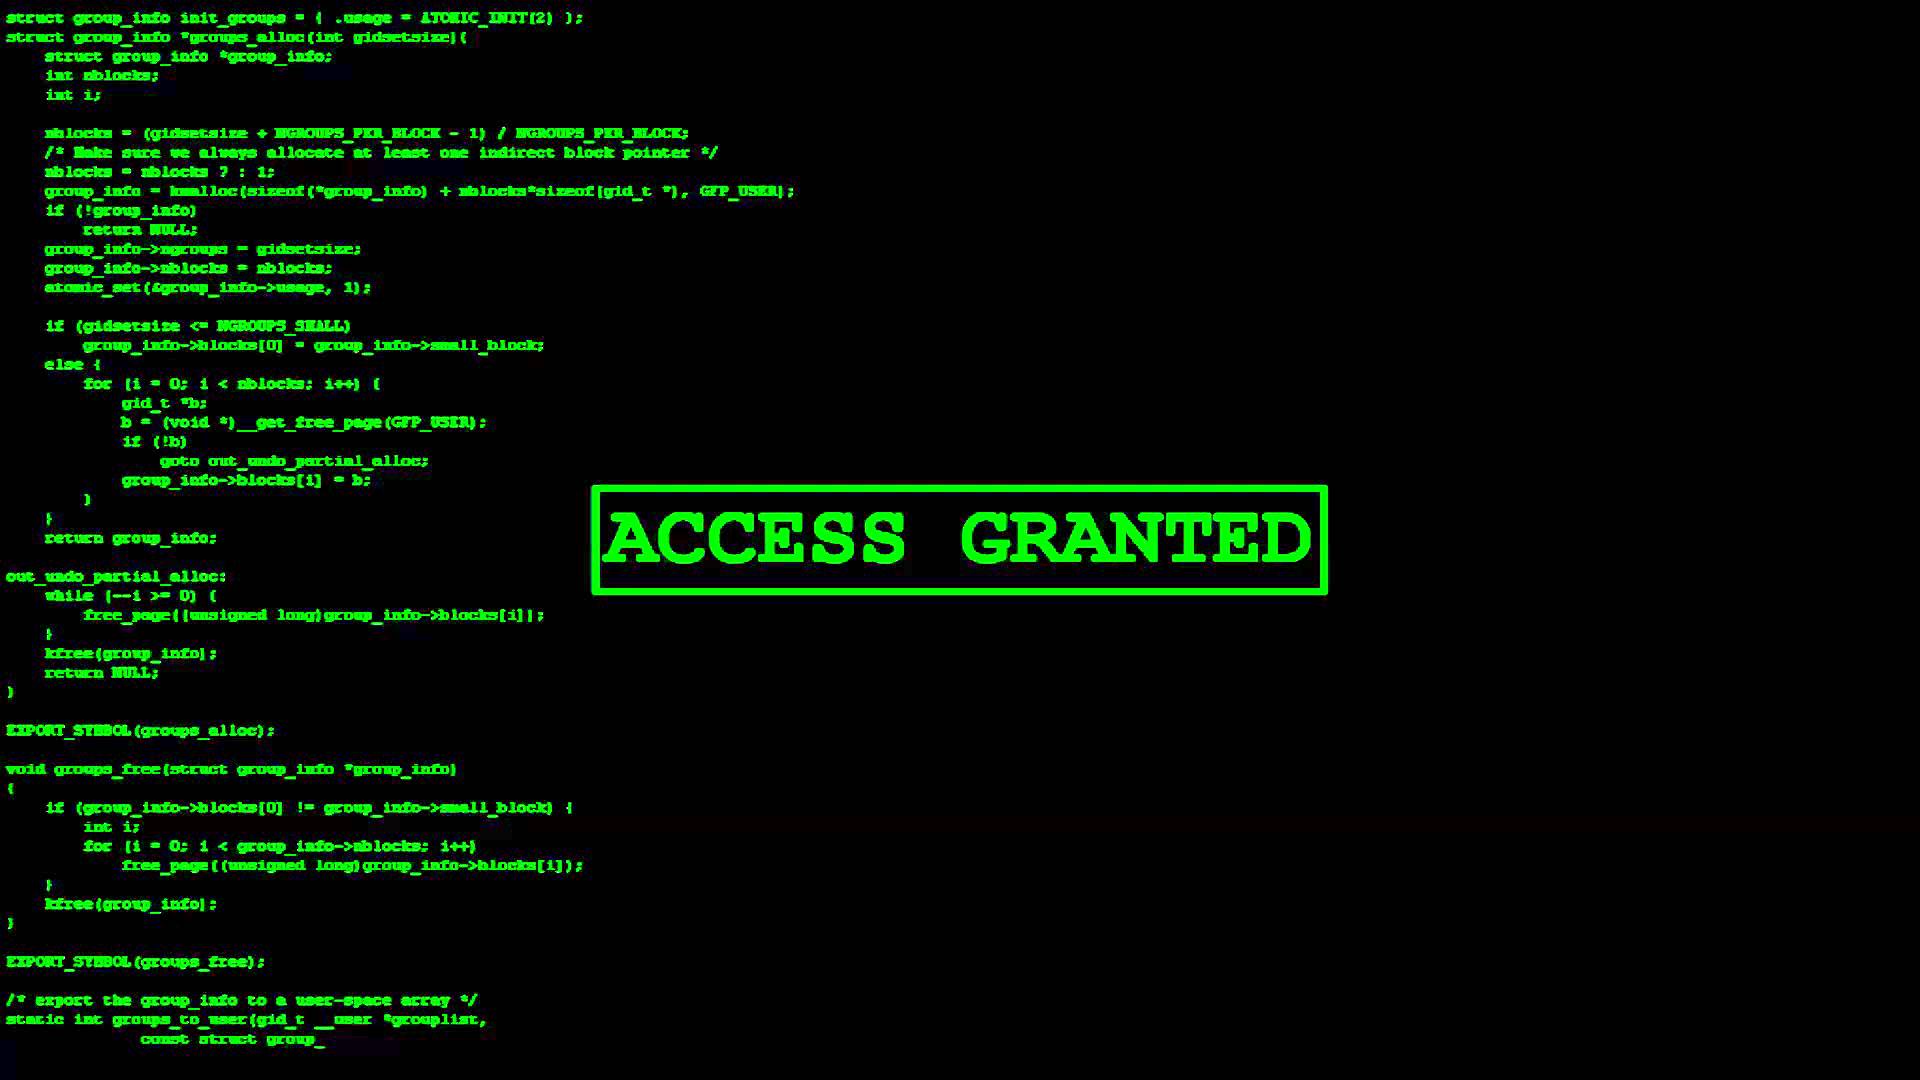 struct group_info init_groups = { .usage = ATOMIC_INIT(2) };
struct group_info *groups_alloc(int gidsetsize){
    struct group_info *group_info;
    int nblocks;
    int i;

    nblocks = (gidsetsize + NGROUPS_PER_BLOCK - 1) / NGROUPS_PER_BLOCK;
    /* Make sure we always allocate at least one indirect block pointer */
    nblocks = nblocks ? : 1;
    group_info = kmalloc(sizeof(*group_info) + nblocks*sizeof(gid_t *), GFP_USER);
    if (!group_info)
        return NULL;
    group_info->ngroups = gidsetsize;
    group_info->nblocks = nblocks;
    atomic_set(&group_info->usage, 1);

    if (gidsetsize <= NGROUPS_SMALL)
        group_info->blocks[0] = group_info->small_block;
    else {
        for (i = 0; i < nblocks; i++) {
            gid_t *b;
            b = (void *)__get_free_page(GFP_USER);
            if (!b)
                goto out_undo_partial_alloc;
            group_info->blocks[i] = b;
        }
    }
    return group_info;
ACCESS GRANTED

out_undo_partial_alloc:
    while (--i >= 0) {
        free_page((unsigned long)group_info->blocks[i]);
    }
    kfree(group_info);
    return NULL;
}

EXPORT_SYMBOL(groups_alloc);

void groups_free(struct group_info *group_info)
{
    if (group_info->blocks[0] != group_info->small_block) {
        int i;
        for (i = 0; i < group_info->nblocks; i++)
            free_page((unsigned long)group_info->blocks[i]);
    }
    kfree(group_info);
}

EXPORT_SYMBOL(groups_free);

/* export the group_info to a user-space array */
static int groups_to_user(gid_t __user *grouplist,
              const struct group_